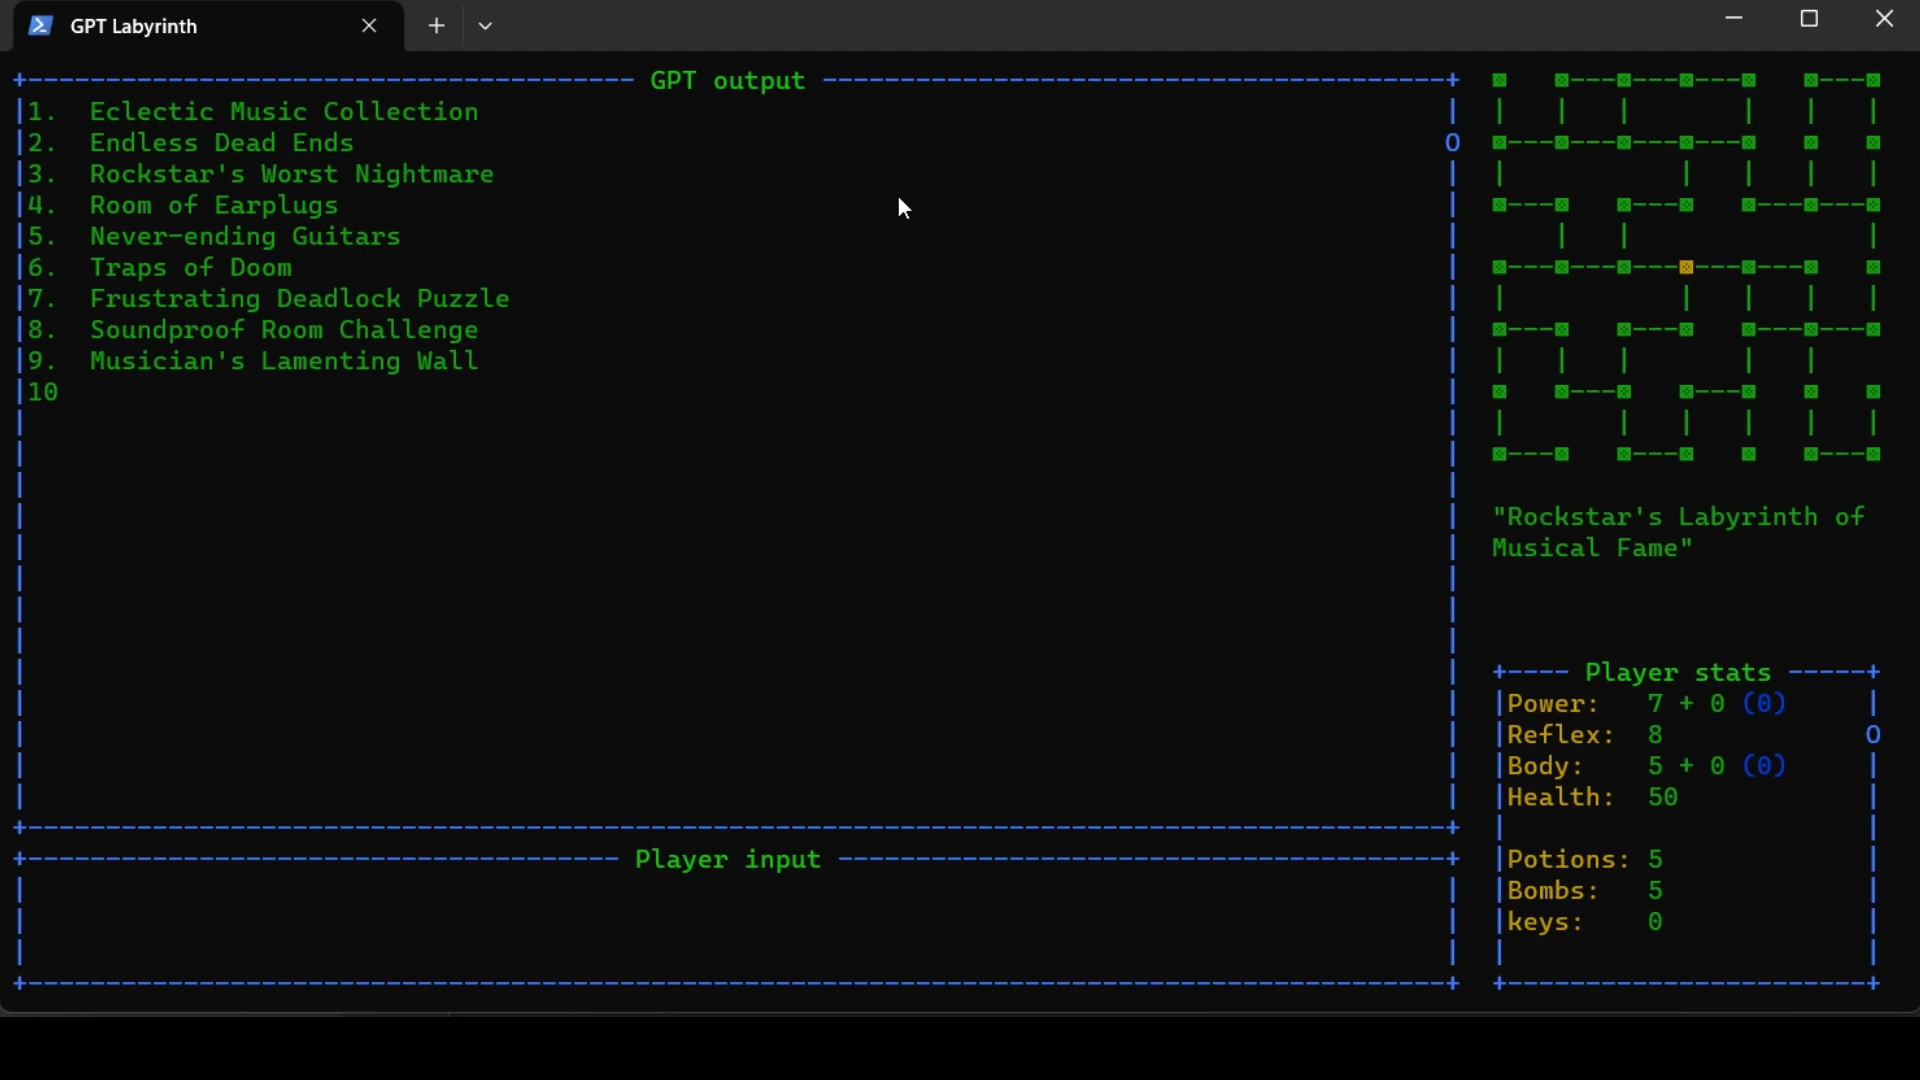 GPT Labyrinth
GPT output
1. Eclectic Music Collection
2. Endless Dead Ends
3. Rockstar's Worst Nightmare
4. Room of Earplugs
5. Never-ending Guitars
6. Traps of Doom
7. Frustrating Deadlock Puzzle
8. Soundproof Room Challenge
9. Musician's Lamenting Wall
10
"Rockstar's Labyrinth of
Musical Fame"
Player stats
Power: 7 + 0 (0)
Reflex: 8
Body: 5 + 0 (0)
Health: 50
Potions: 5
Bombs: 5
keys: 0
Player input